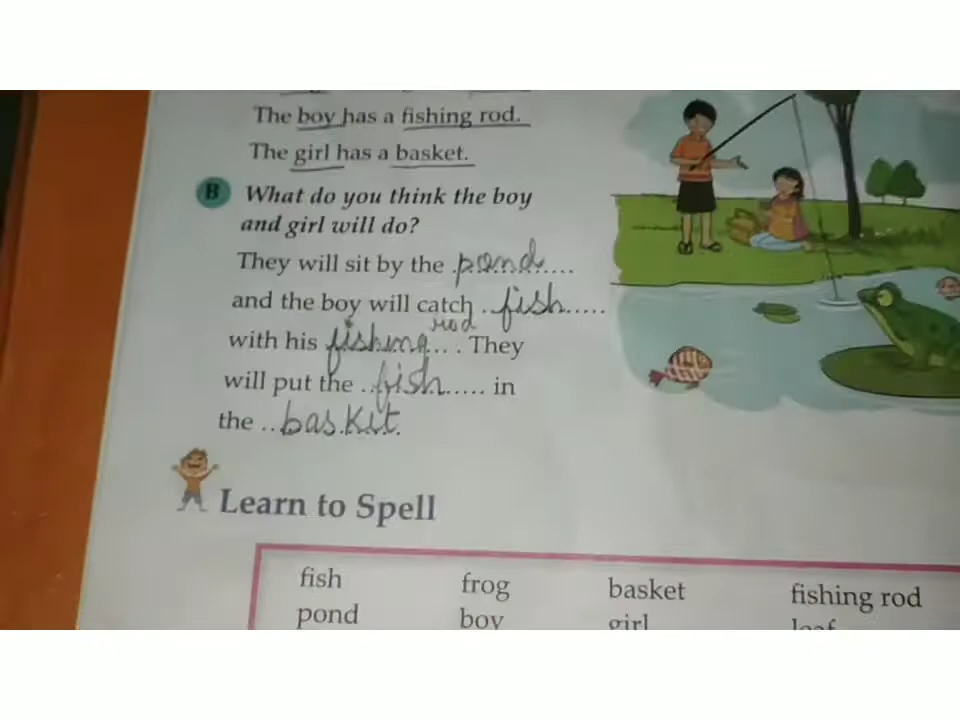 The boy has a fishing rod.
The girl has a basket.
B What do you think the boy
and girl will do?
They will sit by the pond
and the boy will catch fish
with his fishing rod. They
will put the fish in
the baskit.
Learn to Spell
fish frog basket fishing rod
pond boy girl leaf